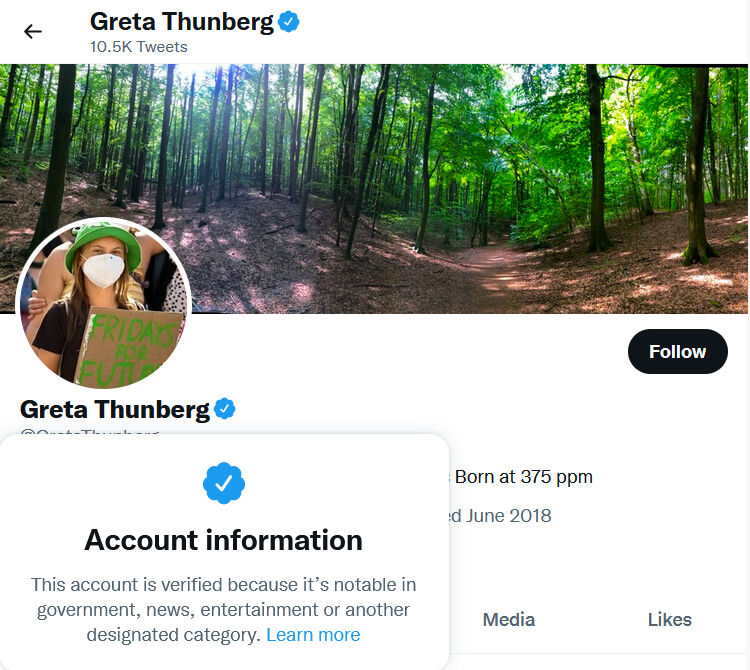 Greta Thunberg
10.5K Tweets
FRIDAYS
FOR
FUTURE
Follow
Greta Thunberg
@GretaThunberg
Born at 375 ppm
ed June 2018
Account information
This account is verified because it's notable in
government, news, entertainment or another
designated category. Learn more
Media
Likes